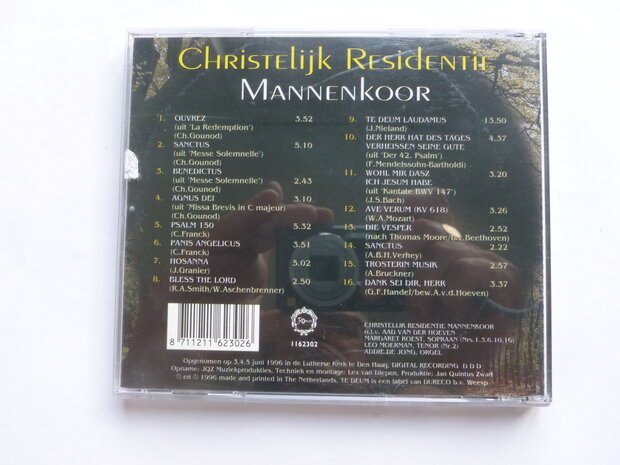 CHRISTELIJK RESIDENTIE
MANNENKOOR
1. OUVREZ 3.52
(uit 'La Redemption')
(Ch.Gounod)
2. SANCTUS 5.10
(uit 'Messe Solemnelle')
(Ch.Gounod)
3. BENEDICTUS
(uit 'Messe Solemnelle') 2.43
(Ch.Gounod)
4. AGNUS DEI 3.10
(uit 'Missa Brevis in C majeur)
(Ch.Gounod)
5. PSALM 150 5.32
(C.Franck)
6. PANIS ANGELICUS 3.51
(C.Franck)
7. HOSANNA 5.02
(J.Granier)
8. BLESS THE LORD 2.50
(R.A.Smith/W.Aschenbrenner)
9. TE DEUM LAUDAMUS 13.50
(J.Nieland)
10. DER HERR HAT DES TAGES 4.37
VERHEISSEN SEINE GUTE
(uit 'Der 42. Psalm')
(F.Mendelssohn-Bartholdi)
11. WOHL MIR DASZ 3.20
ICH JESUM HABE
(uit 'Kantate BWV 147')
(J.S.Bach)
12. AVE VERUM (KV 618) 3.26
(W.A.Mozart)
13. DIE VESPER 2.52
(nach Thomas Moore/L.v.Beethoven)
14. SANCTUS 2.22
(A.B.H.Verhey)
15. TROSTERIN MUSIK 2.57
(A.Bruckner)
16. DANK SEI DIR, HERR 3.37
(G.F.Handel/bew.A.v.d.Hoeven)
8 711211 623026
1162302
CHRISTELIJK RESIDENTIE MANNENKOOR
o.l.v. AAD VAN DER HOEVEN
MARGARET ROEST, SOPRAAN (Nrs. 1,3,6,10,16)
LEO MOERMAN, TENOR (Nr.2)
ADDIE DE JONG, ORGEL
Opgenomen op 3.4.5 juni 1996 in de Lutherse Kerk te Den Haag, DIGITAL RECORDING D D D
Opname: JQZ Muziekprodukties, Techniek en montage: Lex van Diepen, Produktie: Jan Quintus Zwart
℗ en © 1996 made and printed in The Netherlands, TE DEUM is een label van DURECO b.v. Weesp